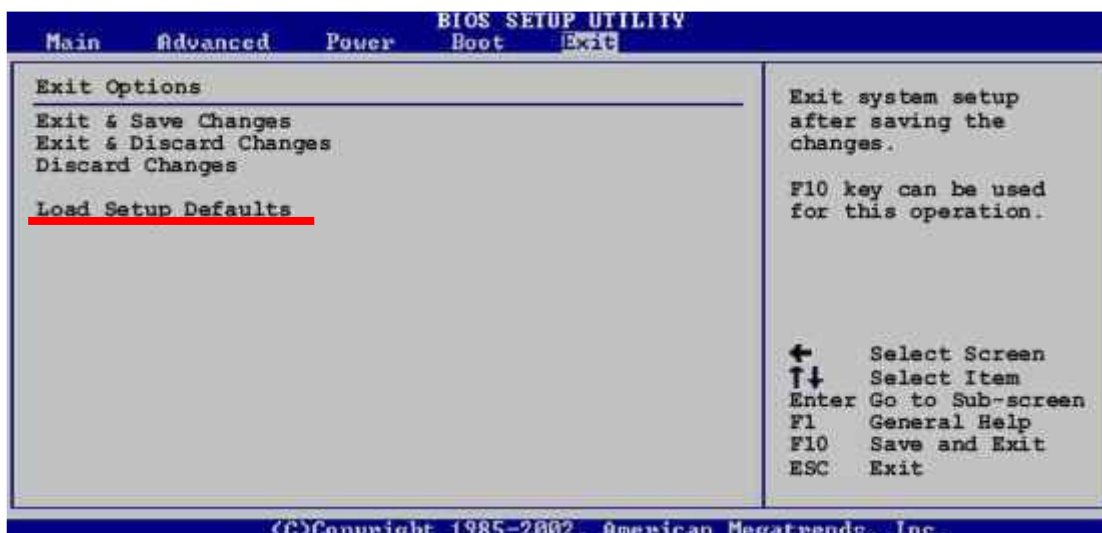 BIOS SETUP UTILITY
Main Advanced Power Boot Exit
Exit Options
Exit & Save Changes
Exit & Discard Changes
Discard Changes
Load Setup Defaults
Exit system setup
after saving the
changes.
F10 key can be used
for this operation.
← Select Screen
↑↓ Select Item
Enter Go to Sub-screen
F1 General Help
F10 Save and Exit
ESC Exit
(C)Copyright 1985-2002, American Megatrends, Inc.